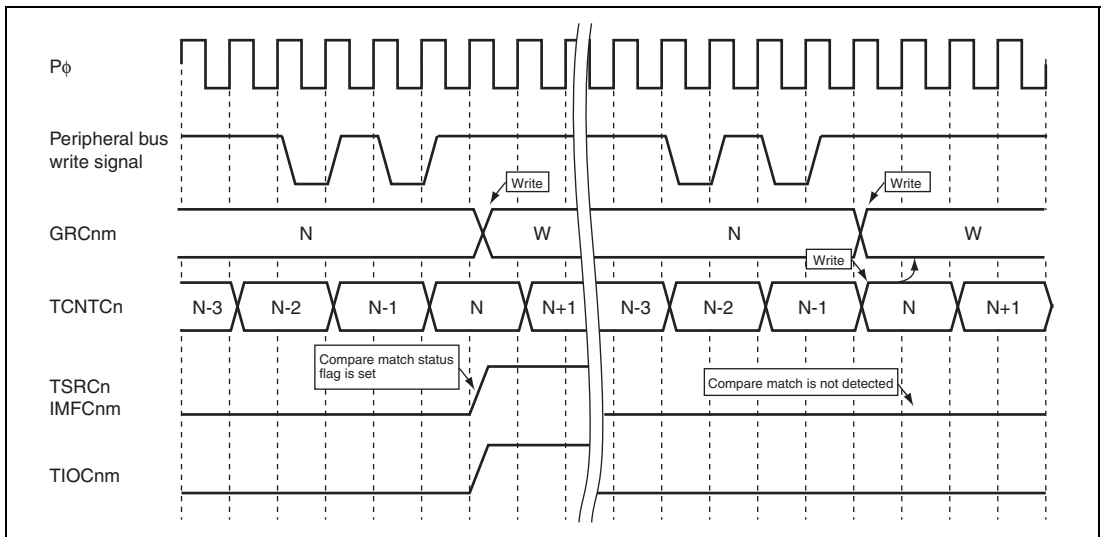 Pϕ
Peripheral bus
write signal
Write
Write
GRCnm
N
W
N
W
Write
TCNTCn
N-3
N-2
N-1
N
N+1
N-3
N-2
N-1
N
N+1
Compare match status
flag is set
Compare match is not detected
TSRCn
IMFCnm
TIOCnm